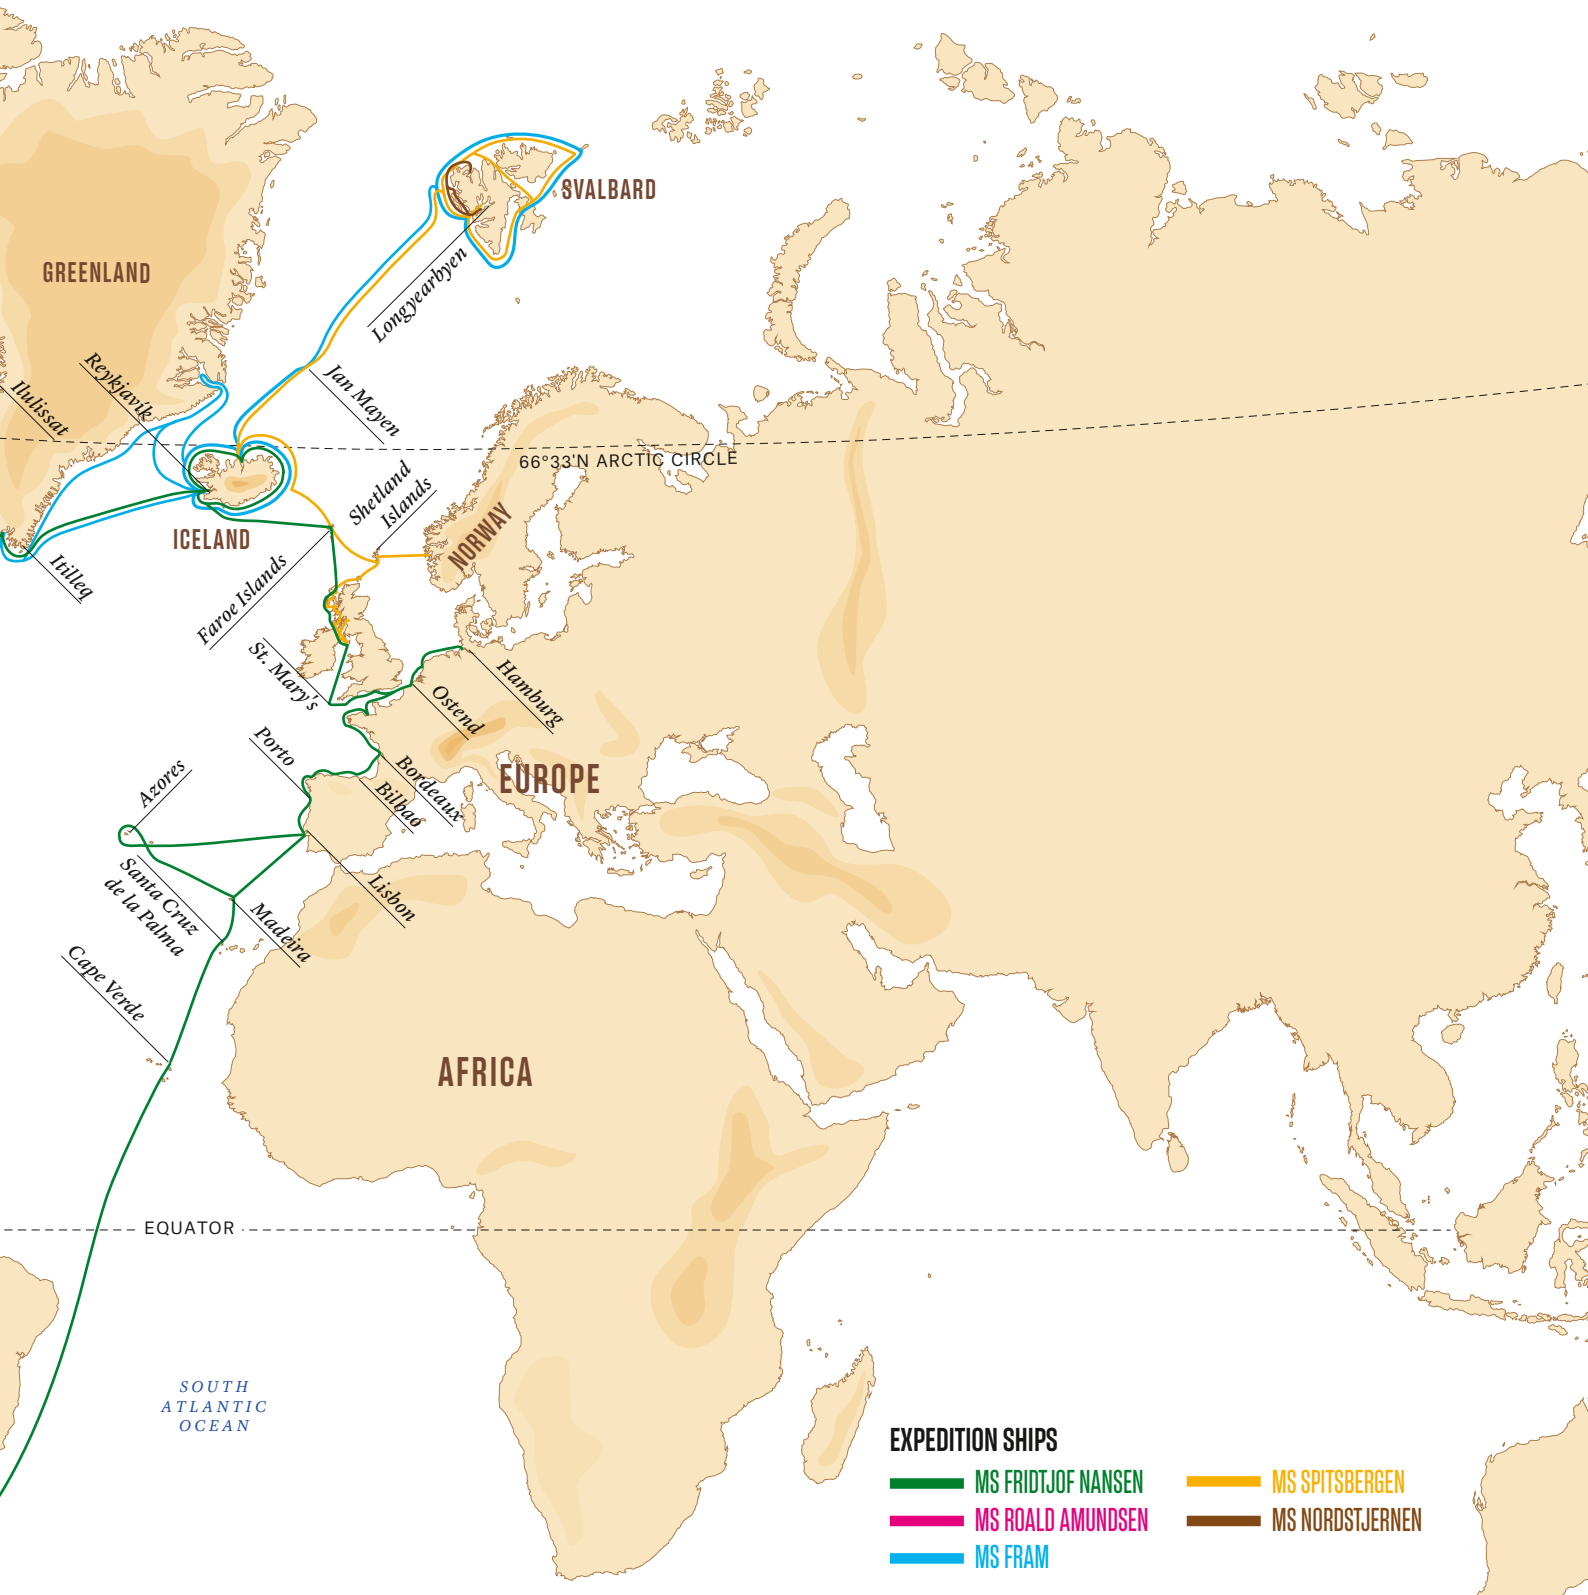 SVALBARD
GREENLAND
Longyearbyen
Reykjavík
Ilulissat
Jan Mayen
66°33'N ARCTIC CIRCLE
Shetland
Islands
NORWAY
ICELAND
Itilleq
Faroe Islands
St. Mary's
Hamburg
Ostend
Porto
Bordeaux
Bilbao
EUROPE
Azores
Lisbon
Santa Cruz
de la Palma
Madeira
Cape Verde
AFRICA
EQUATOR
SOUTH
ATLANTIC
OCEAN
EXPEDITION SHIPS
MS FRIDTJOF NANSEN
MS ROALD AMUNDSEN
MS FRAM
MS SPITSBERGEN
MS NORDSTJERNEN